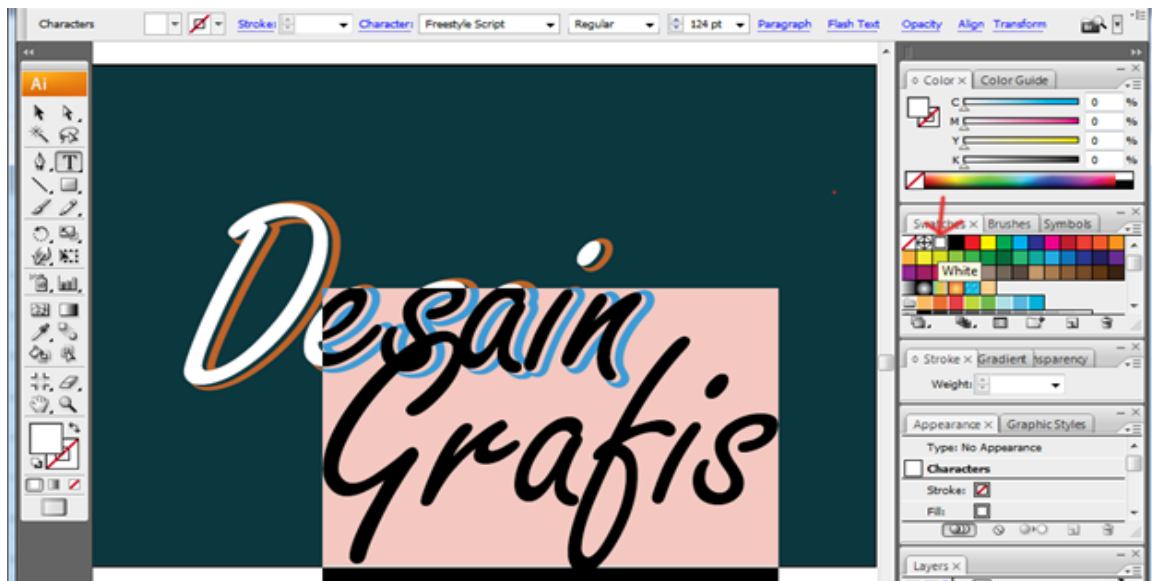 Characters Stroke: Character: Freestyle Script Regular 124 pt Paragraph Flash Text Opacity Align Transform
Ai
Color × Color Guide
C 0 %
M 0 %
Y 0 %
K 0 %
Swatches × Brushes Symbols
White
Stroke × Gradient nsparency
Weight:
Appearance × Graphic Styles
Type: No Appearance
Characters
Stroke:
Fill:
Layers ×
T
Desain
Grafis